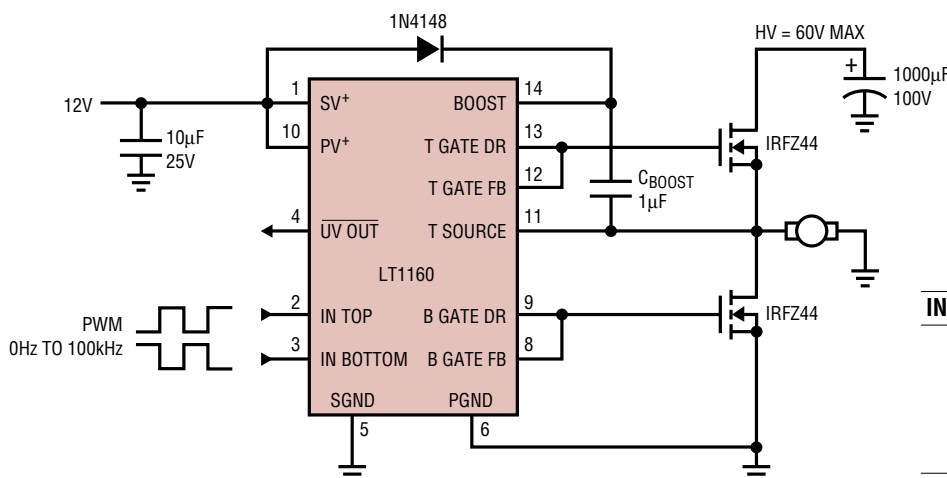 1N4148
HV = 60V MAX
+
1000µF
100V
12V
10µF
25V
1
SV+
10
PV+
4
UV OUT
PWM
0Hz TO 100kHz
2
IN TOP
3
IN BOTTOM
LT1160
BOOST
14
T GATE DR
13
T GATE FB
12
T SOURCE
11
B GATE DR
9
B GATE FB
8
SGND
5
PGND
6
CBOOST
1µF
IRFZ44
IRFZ44
IN